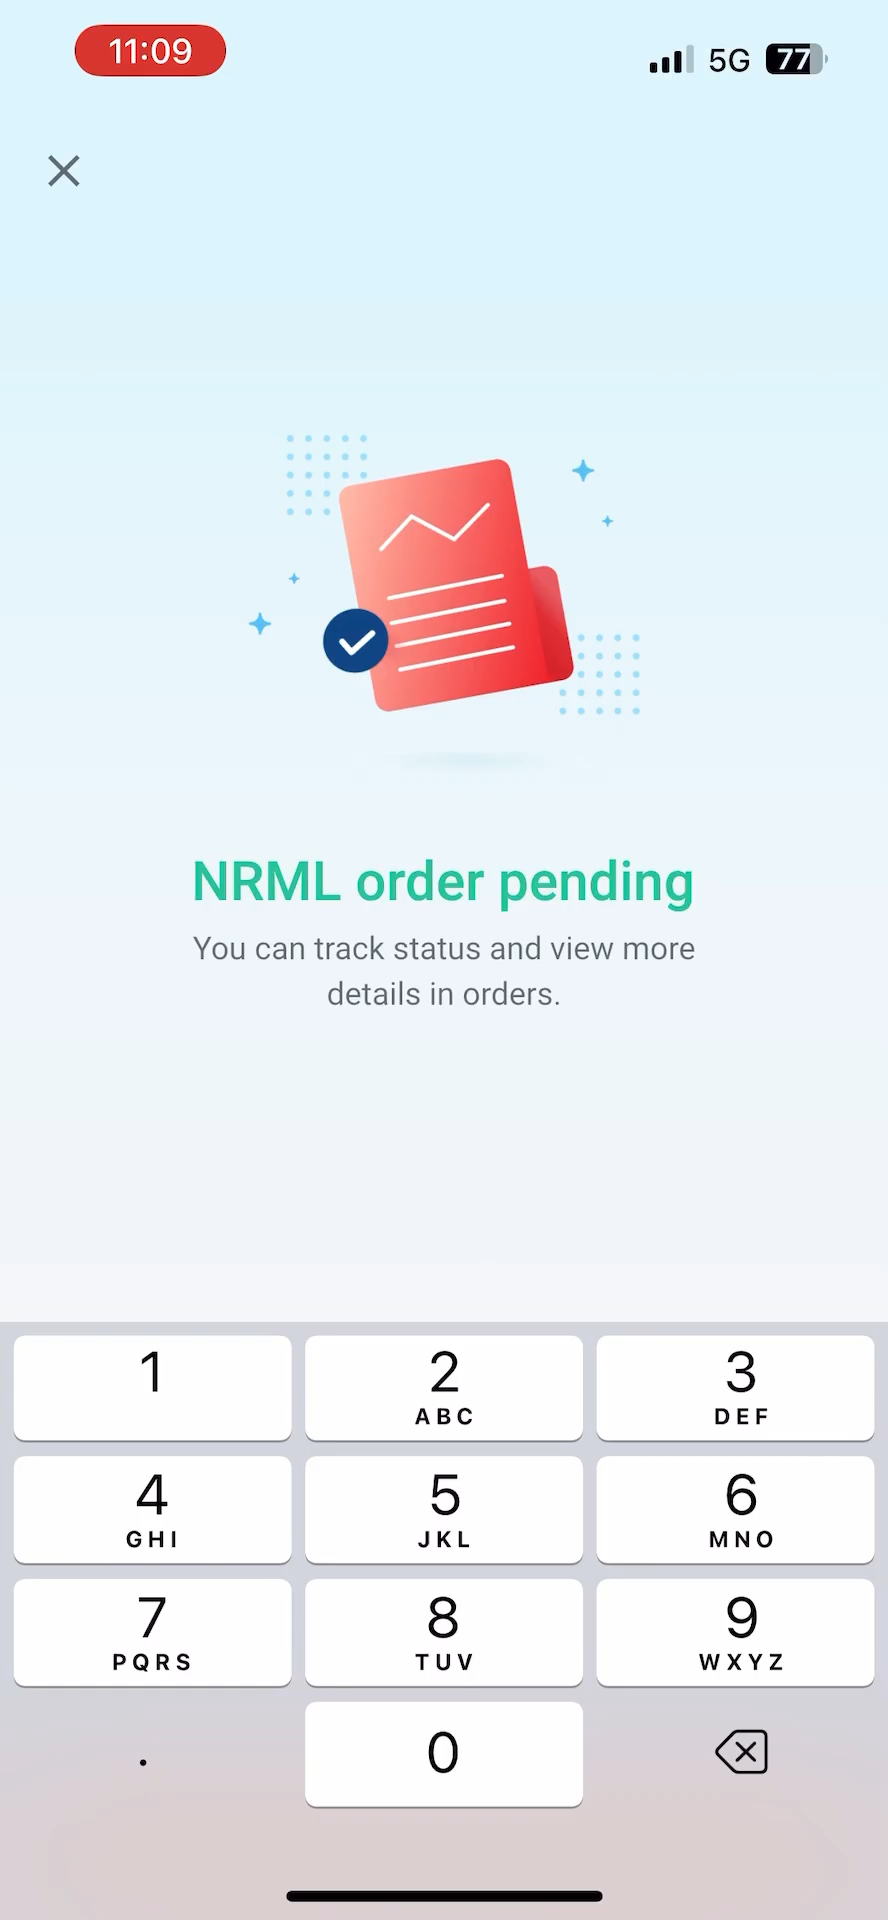 11:09
5G 77
NRML order pending
You can track status and view more
details in orders.
1
2
ABC
3
DEF
4
GHI
5
JKL
6
MNO
7
PQRS
8
TUV
9
WXYZ
.
0